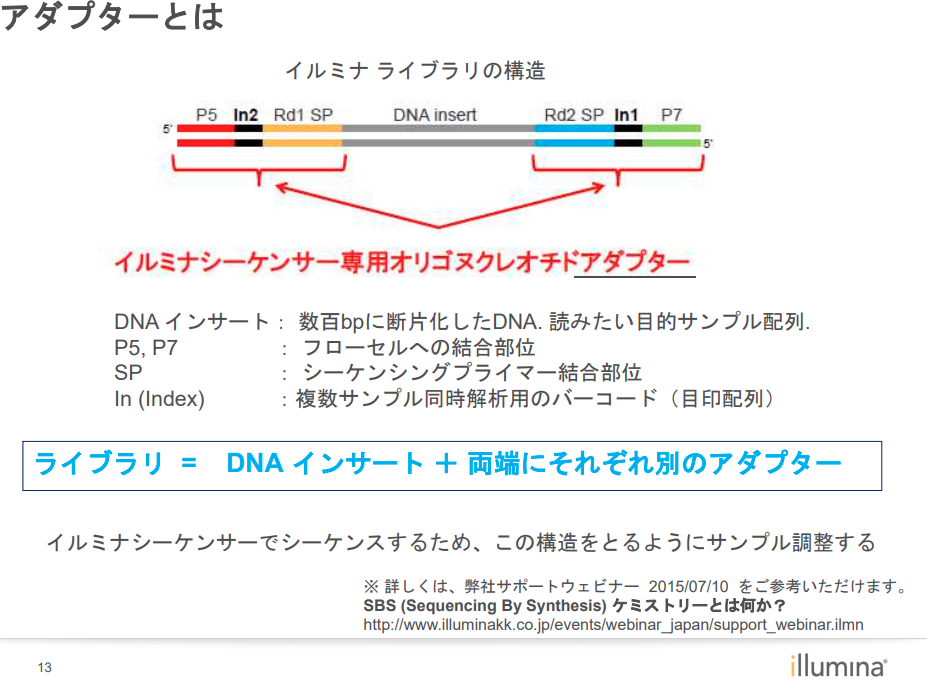 アダプターとは
イルミナ ライブラリの構造
P5 In2 Rd1 SP DNA insert Rd2 SP In1 P7
5'
5'
イルミナシーケンサー専用オリゴヌクレオチドアダプター
DNA インサート： 数百bpに断片化したDNA. 読みたい目的サンプル配列.
P5, P7 ： フローセルへの結合部位
SP ： シーケンシングプライマー結合部位
In (Index) ：複数サンプル同時解析用のバーコード（目印配列）
ライブラリ ＝ DNA インサート ＋ 両端にそれぞれ別のアダプター
イルミナシーケンサーでシーケンスするため、この構造をとるようにサンプル調整する
※ 詳しくは、弊社サポートウェビナー 2015/07/10 をご参考いただけます。
SBS (Sequencing By Synthesis) ケミストリーとは何か？
http://www.illuminakk.co.jp/events/webinar_japan/support_webinar.ilmn
13
illumina®